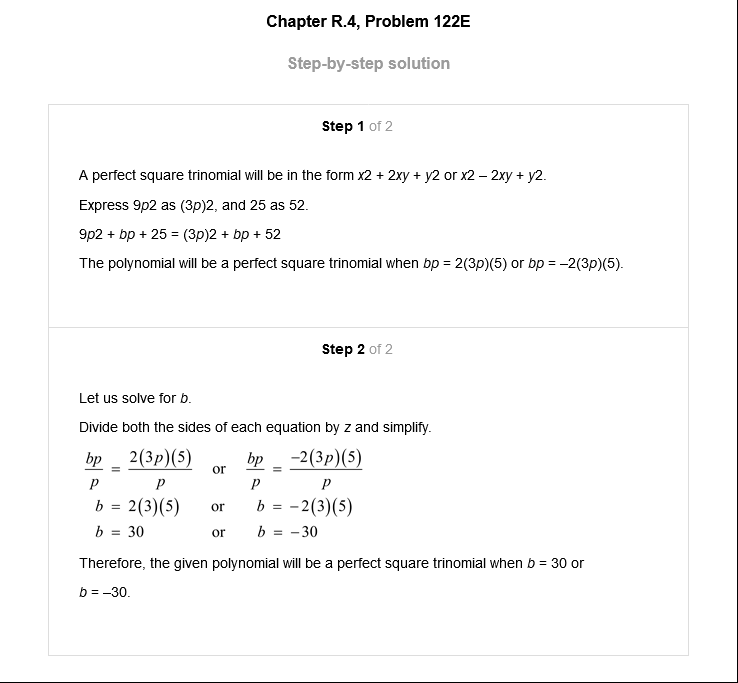 Chapter R.4, Problem 122E
Step-by-step solution
Step 1 of 2
A perfect square trinomial will be in the form x2 + 2xy + y2 or x2 – 2xy + y2.
Express 9p2 as (3p)2, and 25 as 52.
9p2 + bp + 25 = (3p)2 + bp + 52
The polynomial will be a perfect square trinomial when bp = 2(3p)(5) or bp = –2(3p)(5).
Step 2 of 2
Let us solve for b.
Divide both the sides of each equation by z and simplify.
bp/p = 2(3p)(5)/p or bp/p = −2(3p)(5)/p
b = 2(3)(5) or b = −2(3)(5)
b = 30 or b = −30
Therefore, the given polynomial will be a perfect square trinomial when b = 30 or
b = –30.